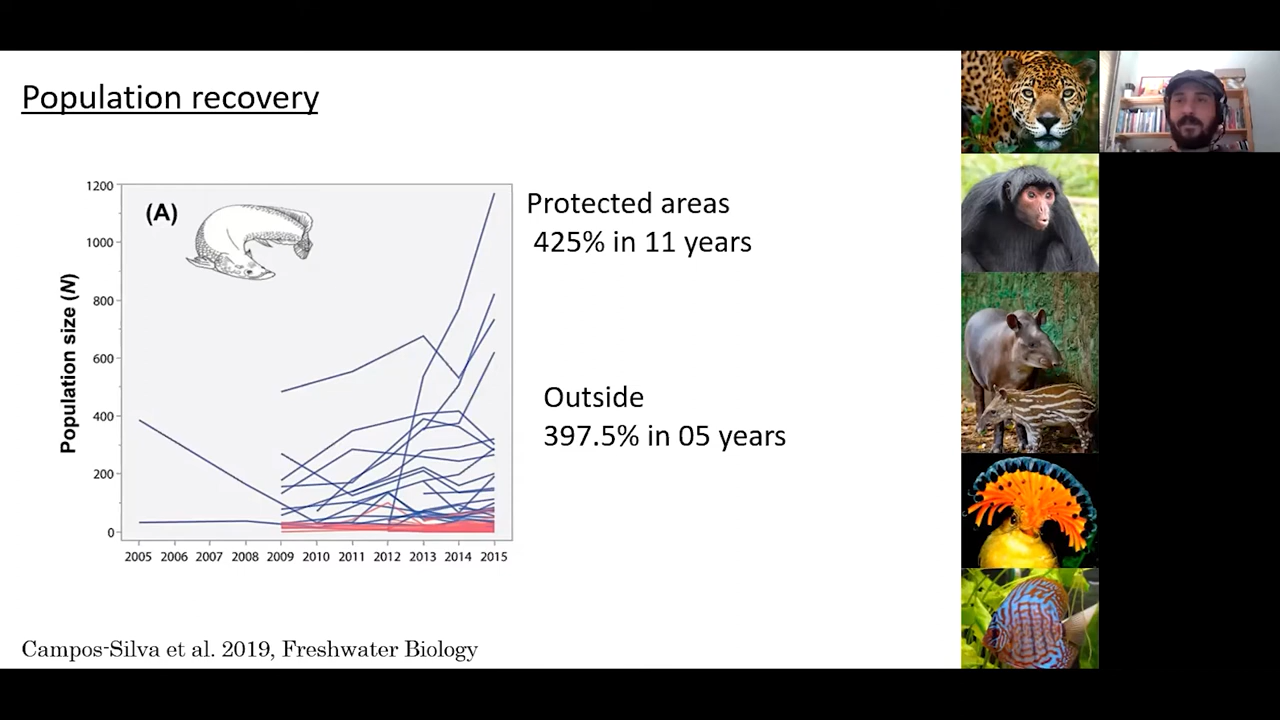 Population recovery
1200
(A)
1000
800
600
400
200
0
Population size (N)
2005 2006 2007 2008 2009 2010 2011 2012 2013 2014 2015
Protected areas
425% in 11 years
Outside
397.5% in 05 years
Campos-Silva et al. 2019, Freshwater Biology